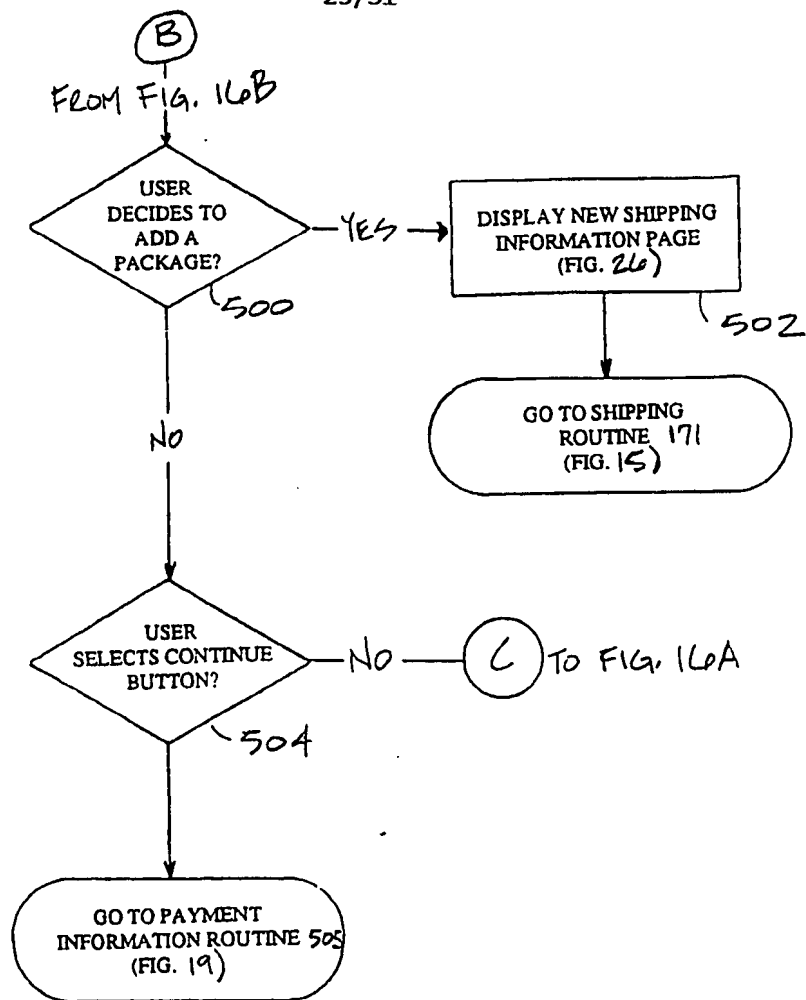 B
FROM FIG. 16B
USER
DECIDES TO
ADD A
PACKAGE?
500
YES
DISPLAY NEW SHIPPING
INFORMATION PAGE
(FIG. 26)
502
GO TO SHIPPING
ROUTINE 171
(FIG. 15)
NO
USER
SELECTS CONTINUE
BUTTON?
504
NO
C
TO FIG. 16A
GO TO PAYMENT
INFORMATION ROUTINE 505
(FIG. 19)